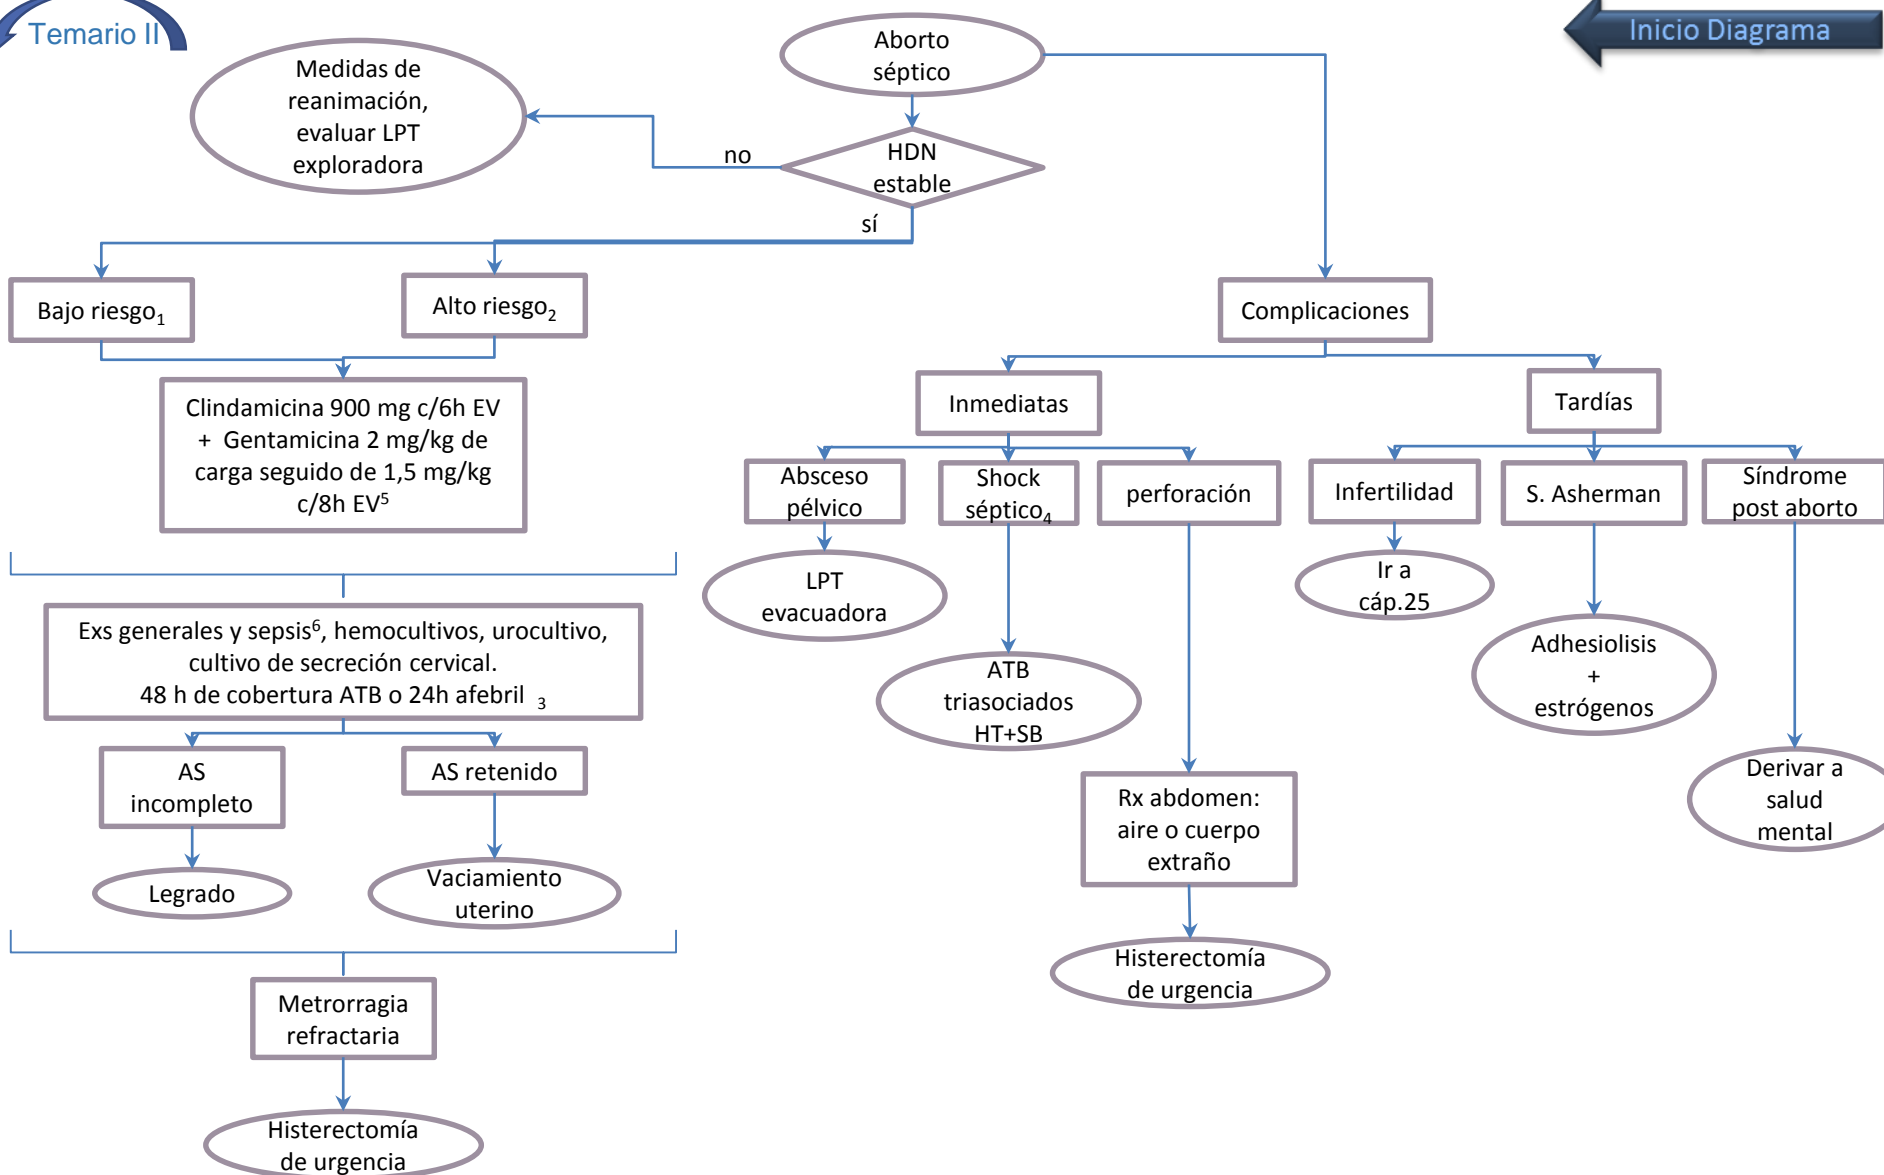 Temario II
Inicio Diagrama
Aborto
séptico
Medidas de
reanimación,
evaluar LPT
exploradora
no
HDN
estable
sí
Bajo riesgo₁
Alto riesgo₂
Clindamicina 900 mg c/6h EV
+ Gentamicina 2 mg/kg de
carga seguido de 1,5 mg/kg
c/8h EV⁵
Exs generales y sepsis⁶, hemocultivos, urocultivo,
cultivo de secreción cervical.
48 h de cobertura ATB o 24h afebril ₃
AS
incompleto
AS retenido
Legrado
Vaciamiento
uterino
Metrorragia
refractaria
Histerectomía
de urgencia
Complicaciones
Inmediatas
Tardías
Absceso
pélvico
Shock
séptico₄
perforación
Infertilidad
S. Asherman
Síndrome
post aborto
LPT
evacuadora
ATB
triasociados
HT+SB
Rx abdomen:
aire o cuerpo
extraño
Histerectomía
de urgencia
Ir a
cáp.25
Adhesiolisis
+
estrógenos
Derivar a
salud
mental